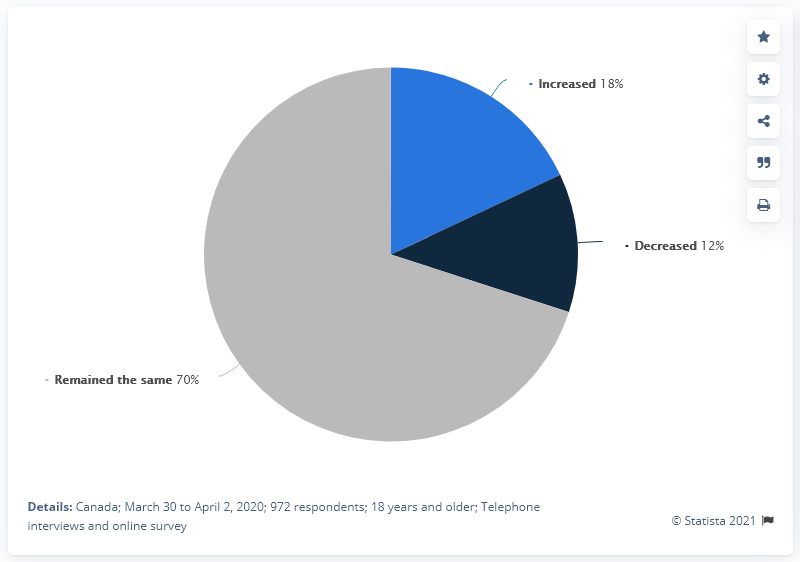 Increased 18%
Decreased 12%
Remained the same 70%
Details: Canada; March 30 to April 2, 2020; 972 respondents; 18 years and older; Telephone
interviews and online survey
© Statista 2021